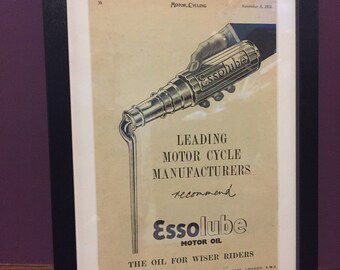 MOTOR CYCLING
Essolube
LEADING
MOTOR CYCLE
MANUFACTURERS
recommend
Essolube
MOTOR OIL
THE OIL FOR WISER RIDERS